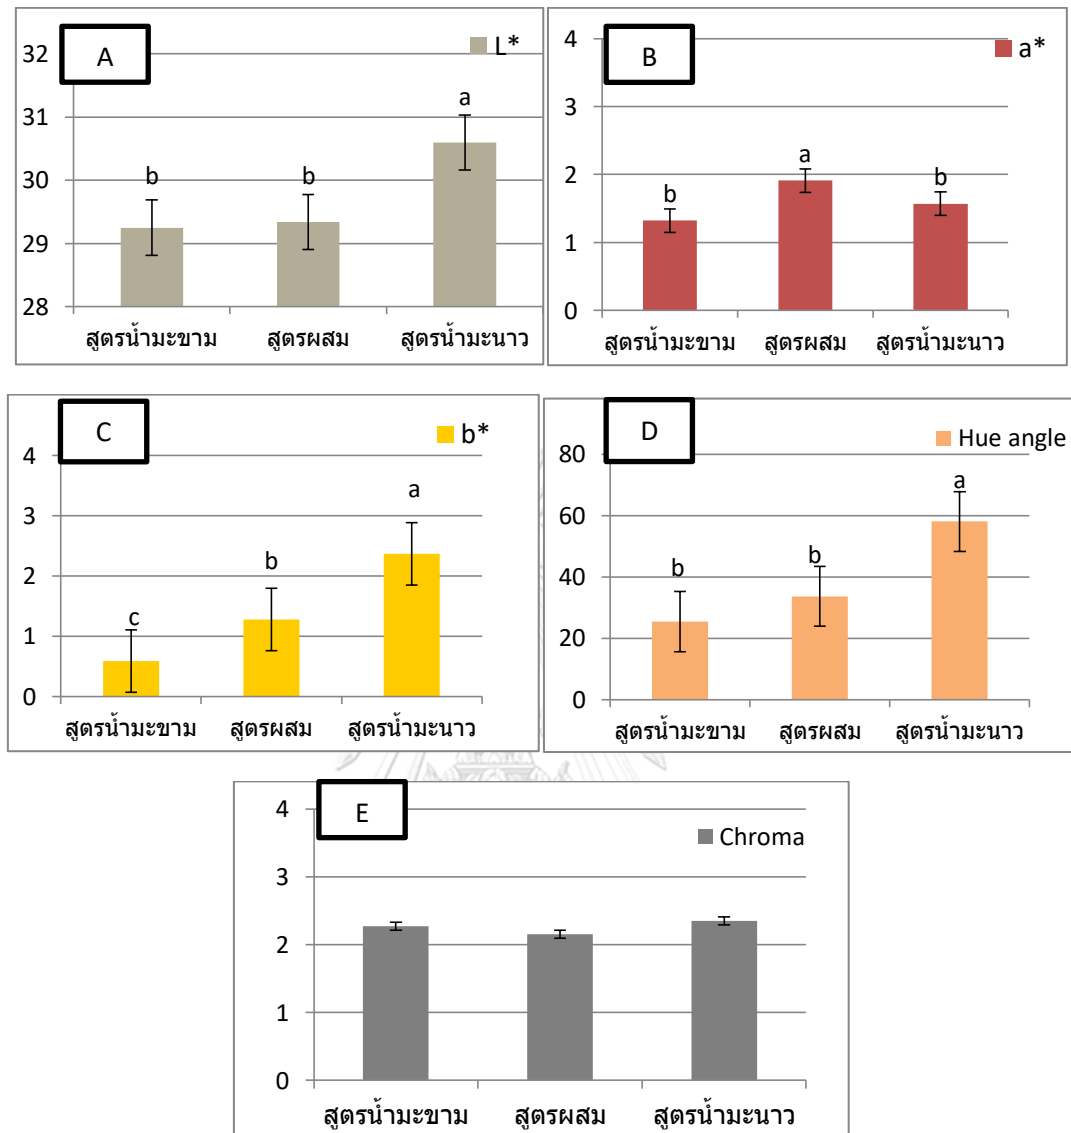 A
L*
32
31
30
29
28
b
b
a
สูตรน้ำมะขาม
สูตรผสม
สูตรน้ำมะนาว
B
a*
4
3
2
1
0
b
a
b
สูตรน้ำมะขาม
สูตรผสม
สูตรน้ำมะนาว
C
b*
4
3
2
1
0
c
b
a
สูตรน้ำมะขาม
สูตรผสม
สูตรน้ำมะนาว
D
Hue angle
80
60
40
20
0
b
b
a
สูตรน้ำมะขาม
สูตรผสม
สูตรน้ำมะนาว
E
Chroma
4
3
2
1
0
สูตรน้ำมะขาม
สูตรผสม
สูตรน้ำมะนาว